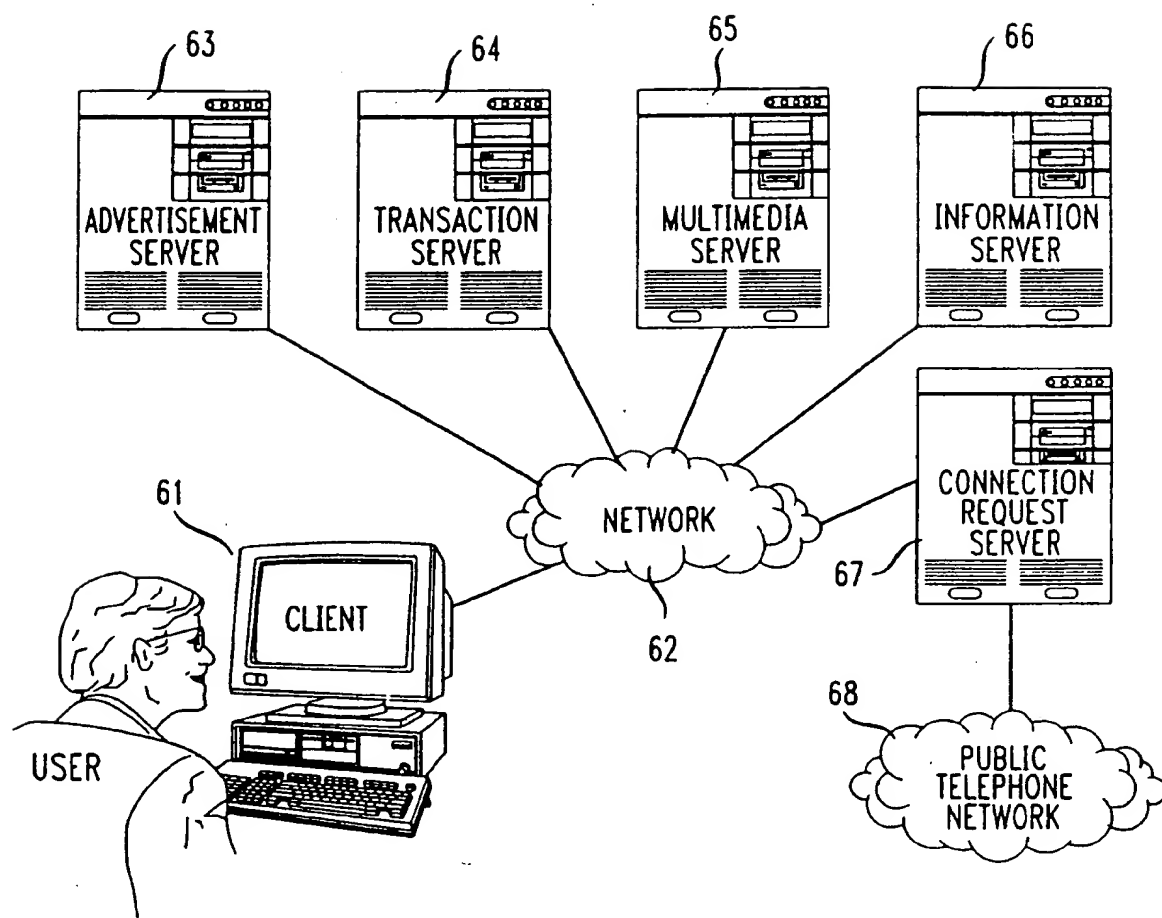 63
64
65
66
ADVERTISEMENT
SERVER
TRANSACTION
SERVER
MULTIMEDIA
SERVER
INFORMATION
SERVER
61
CLIENT
USER
NETWORK
62
CONNECTION
REQUEST
SERVER
67
68
PUBLIC
TELEPHONE
NETWORK